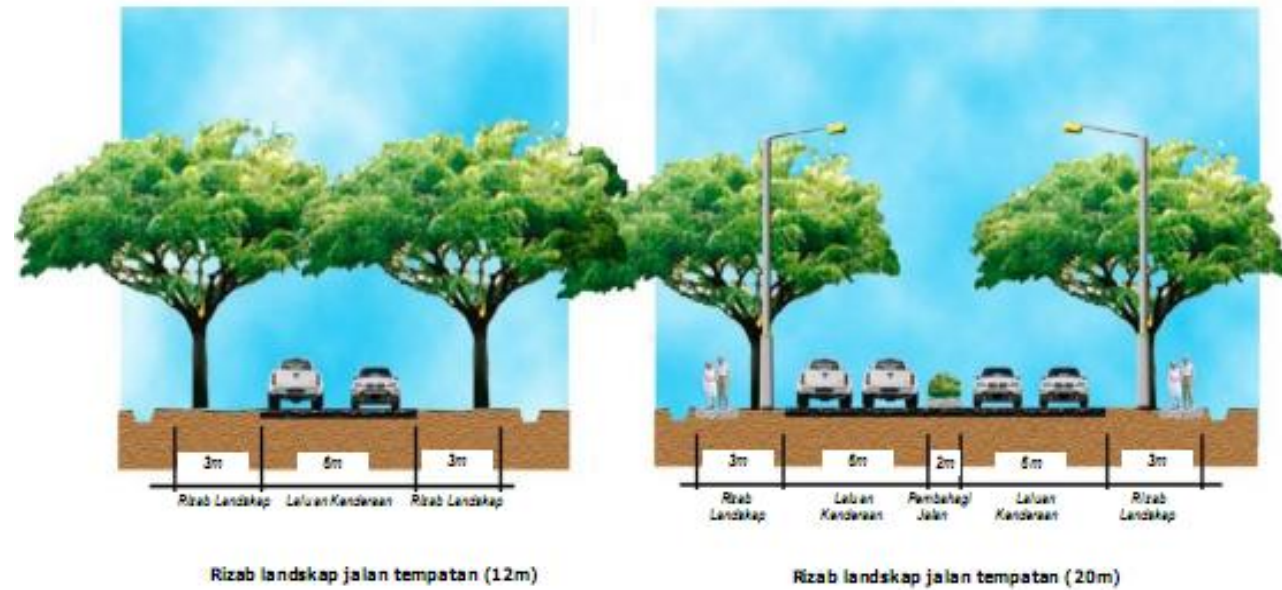 3m 6m 3m
Rizab Landskap Laluan Kenderaan Rizab Landskap
Rizab landskap jalan tempatan (12m)
3m 6m 2m 6m 3m
Rizab Landskap
Laluan Kenderaan
Pembahagi Jalan
Laluan Kenderaan
Rizab Landskap
Rizab landskap jalan tempatan (20m)